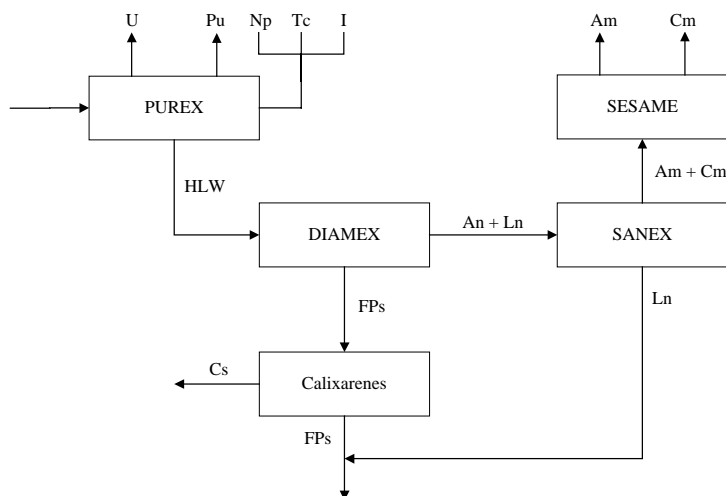 U Pu Np Tc I
Am Cm
PUREX
SESAME
HLW
Am + Cm
DIAMEX
An + Ln
SANEX
FPs
Ln
Cs
Calixarenes
FPs